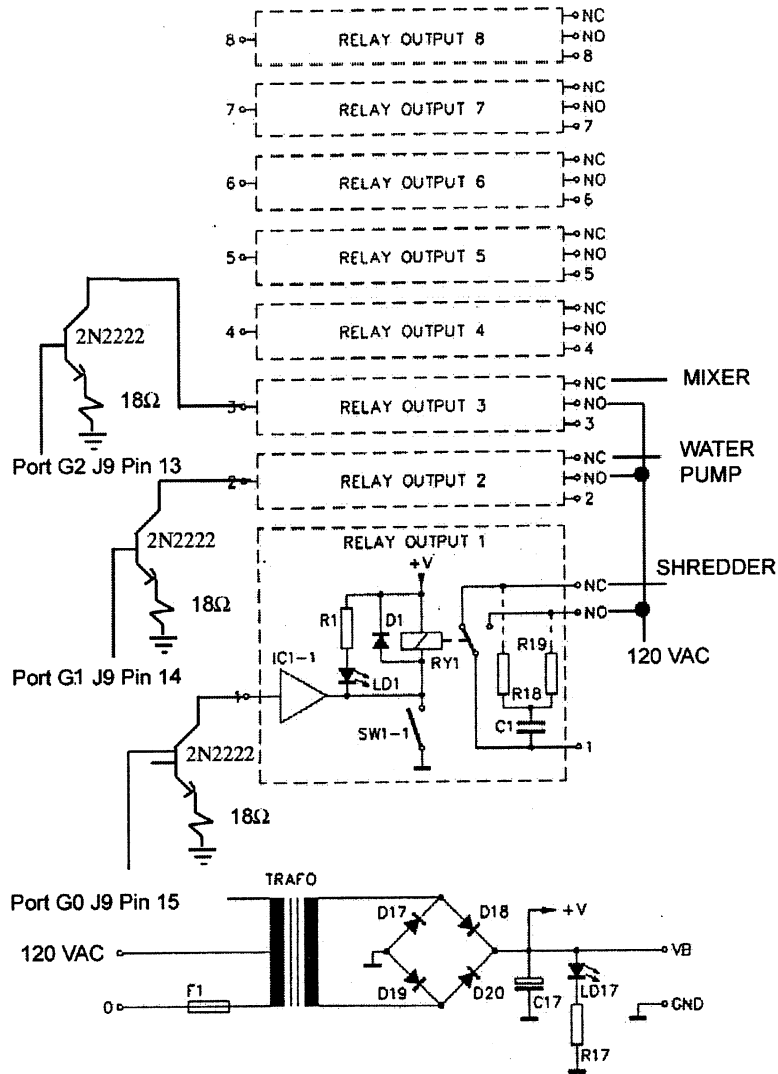 NC
8 RELAY OUTPUT 8 NO
8
NC
7 RELAY OUTPUT 7 NO
7
NC
6 RELAY OUTPUT 6 NO
6
NC
5 RELAY OUTPUT 5 NO
5
NC
4 RELAY OUTPUT 4 NO
4
2N2222
18Ω
Port G2 J9 Pin 13
NC MIXER
3 RELAY OUTPUT 3 NO
3
NC WATER PUMP
2 RELAY OUTPUT 2 NO
2
2N2222
18Ω
Port G1 J9 Pin 14
RELAY OUTPUT 1
+V
SHREDDER
NC
NO
120 VAC
R1
D1
RY1
IC1-1
LD1
R19
R18
C1
SW1-1
1
1
2N2222
18Ω
Port G0 J9 Pin 15
TRAFO
120 VAC
0
F1
D17
D18
D19
D20
+V
VB
C17
LD17
GND
R17